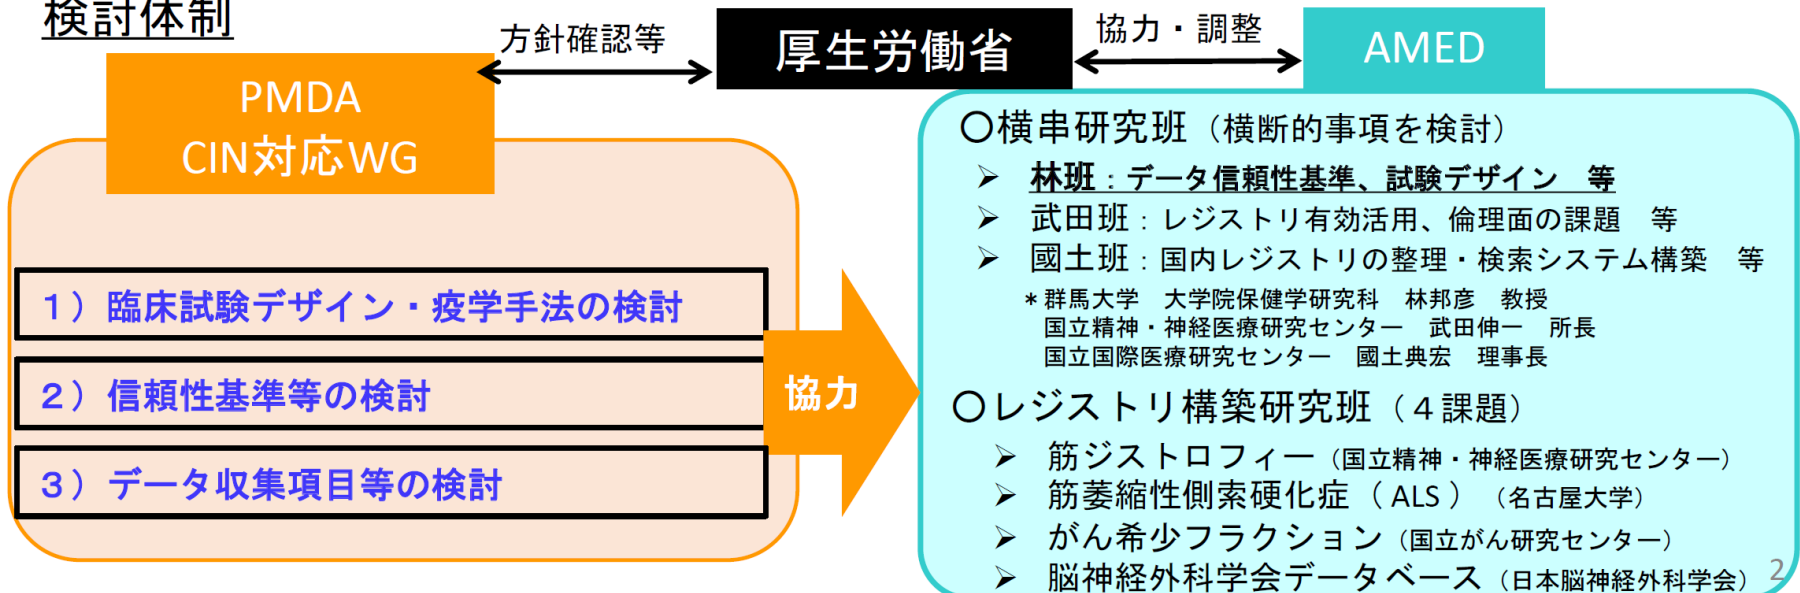 検討体制
方針確認等
厚生労働省
協力・調整
AMED
PMDA
CIN対応WG
1）臨床試験デザイン・疫学手法の検討
2）信頼性基準等の検討
3）データ収集項目等の検討
協力
〇横串研究班（横断的事項を検討）
➢ 林班：データ信頼性基準、試験デザイン　等
➢ 武田班：レジストリ有効活用、倫理面の課題　等
➢ 國土班：国内レジストリの整理・検索システム構築　等
＊群馬大学　大学院保健学研究科　林邦彦　教授
国立精神・神経医療研究センター　武田伸一　所長
国立国際医療研究センター　國土典宏　理事長
〇レジストリ構築研究班（４課題）
➢ 筋ジストロフィー（国立精神・神経医療研究センター）
➢ 筋萎縮性側索硬化症（ALS）（名古屋大学）
➢ がん希少フラクション（国立がん研究センター）
➢ 脳神経外科学会データベース（日本脳神経外科学会）
2